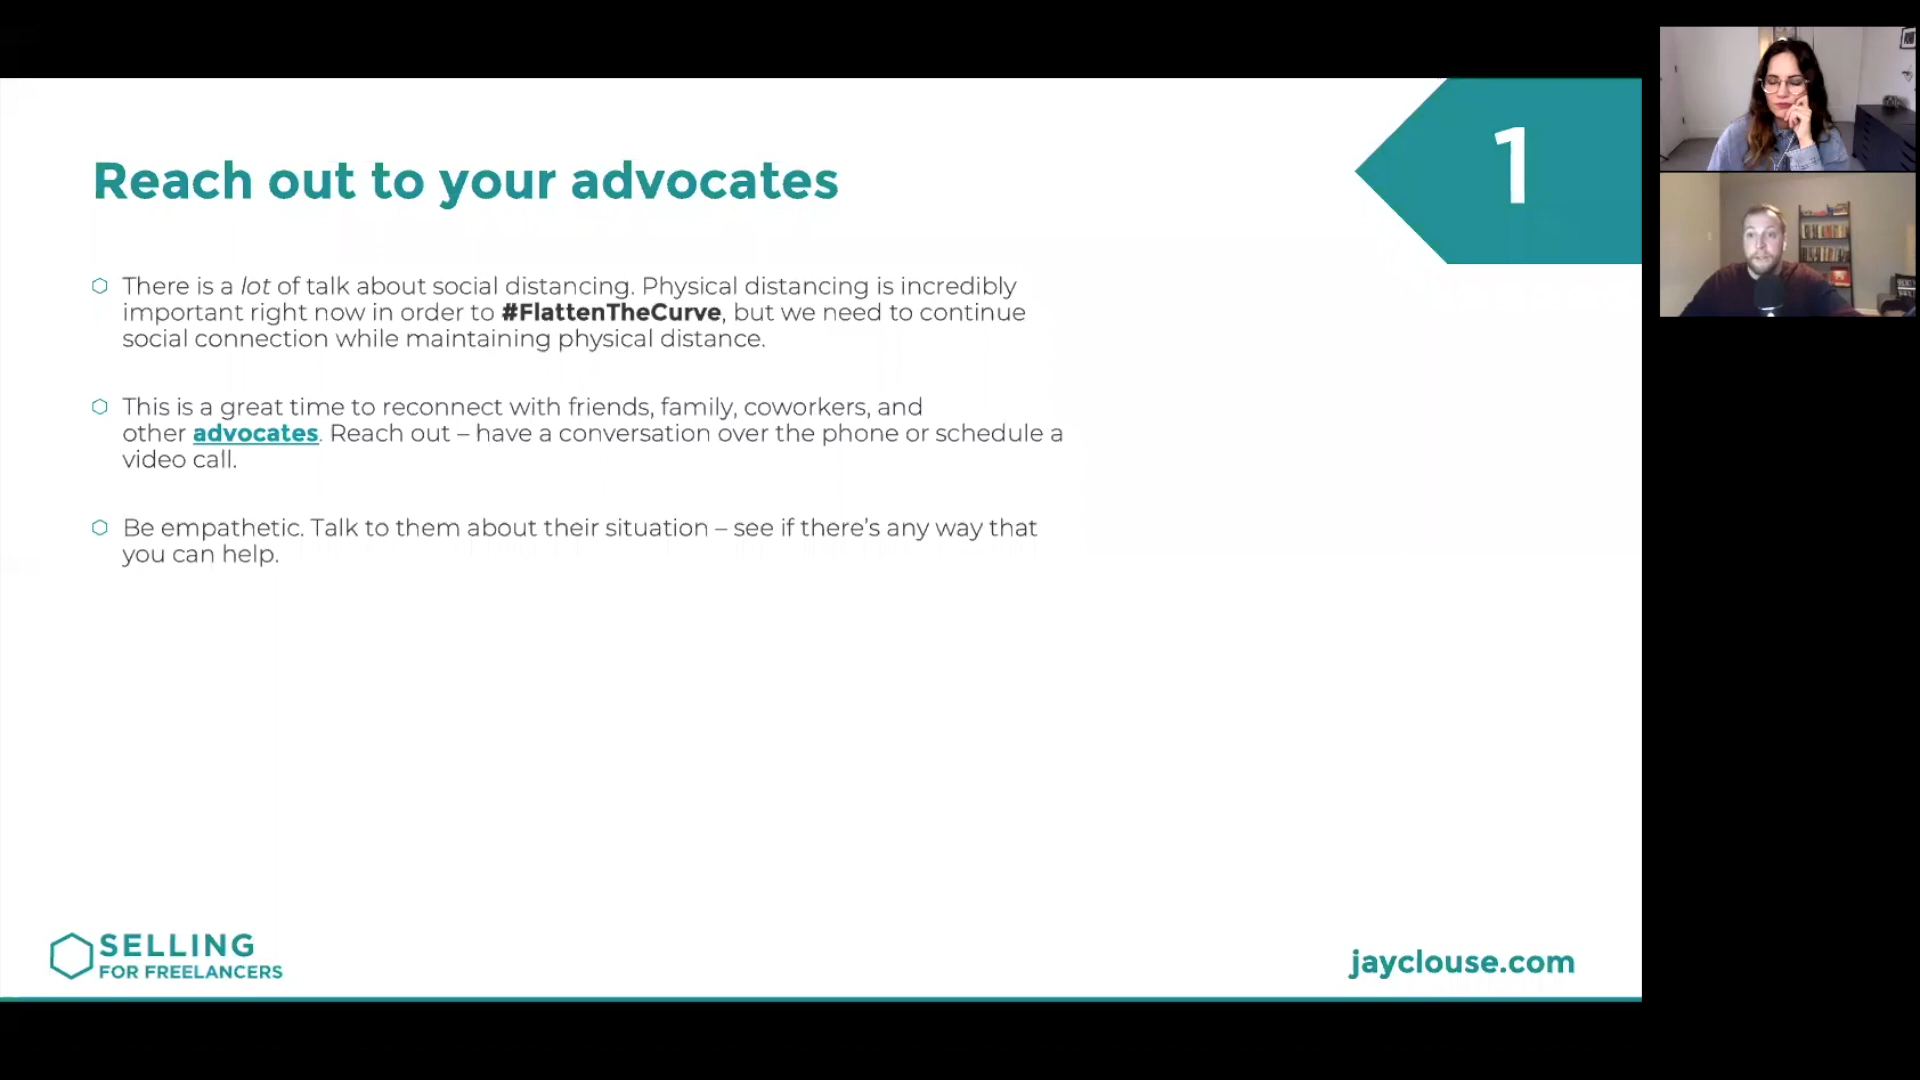 1
Reach out to your advocates
There is a lot of talk about social distancing. Physical distancing is incredibly
important right now in order to #FlattenTheCurve, but we need to continue
social connection while maintaining physical distance.
This is a great time to reconnect with friends, family, coworkers, and
other advocates. Reach out – have a conversation over the phone or schedule a
video call.
Be empathetic. Talk to them about their situation – see if there's any way that
you can help.
SELLING
FOR FREELANCERS
jayclouse.com